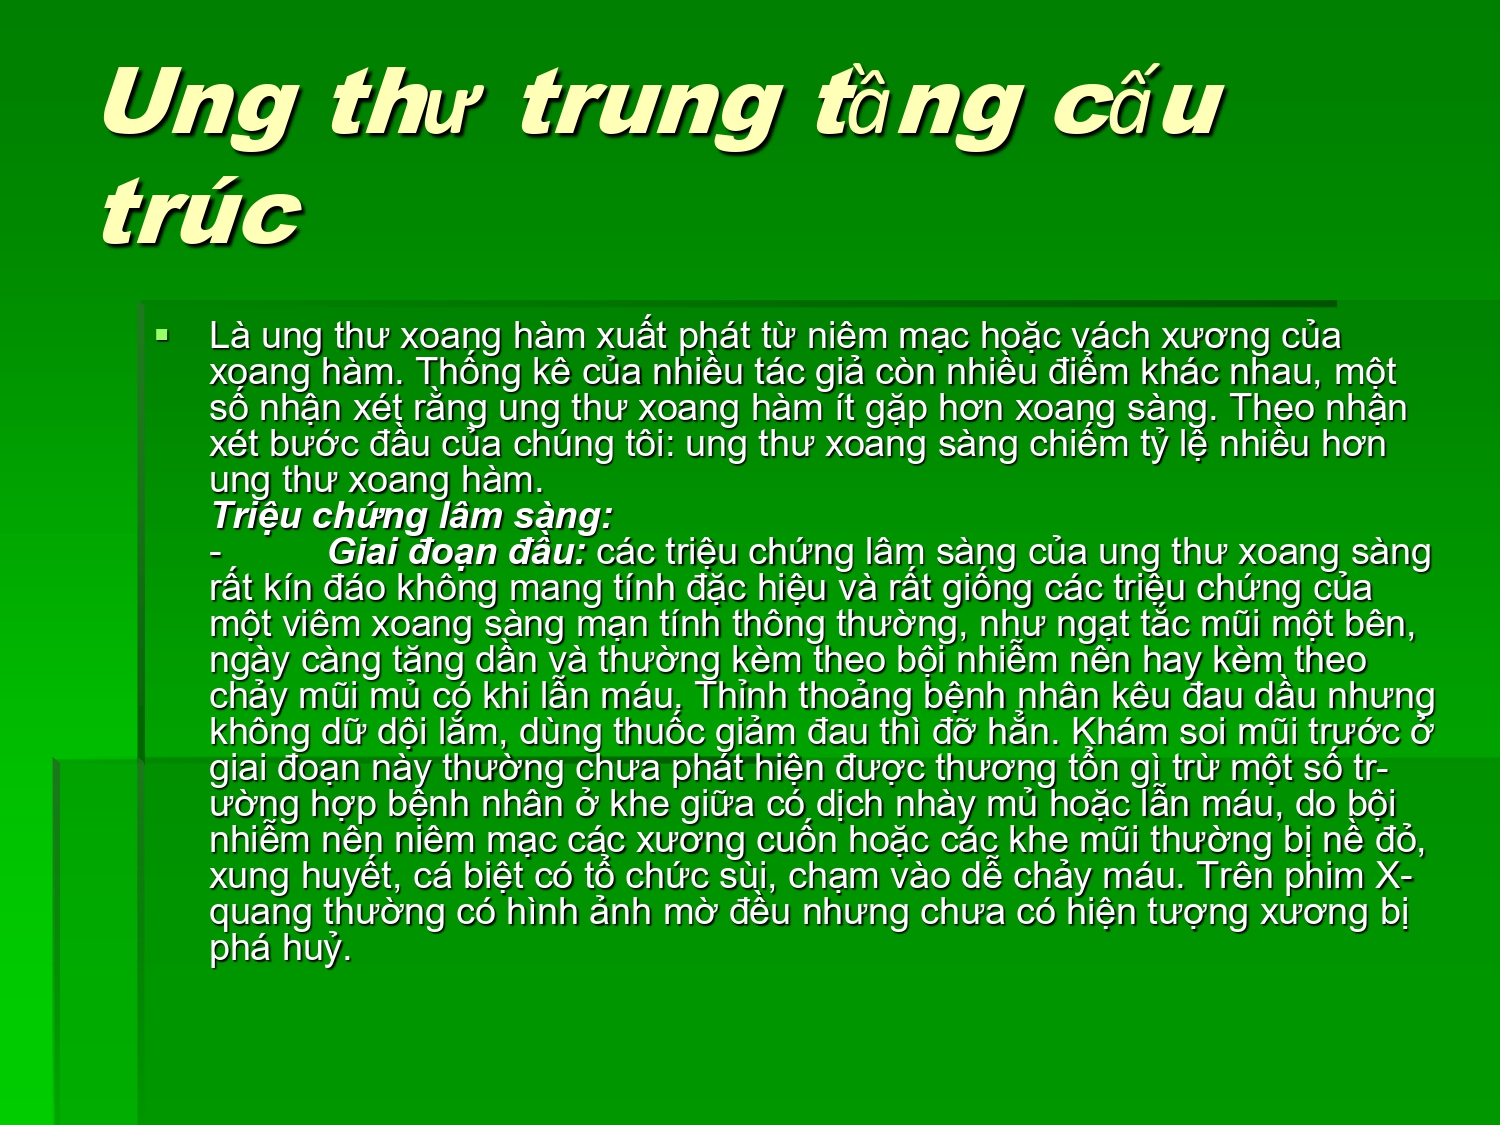 Ung thư trung tầng cấu
trúc
▪ Là ung thư xoang hàm xuất phát từ niêm mạc hoặc vách xương của
xoang hàm. Thống kê của nhiều tác giả còn nhiều điểm khác nhau, một
số nhận xét rằng ung thư xoang hàm ít gặp hơn xoang sàng. Theo nhận
xét bước đầu của chúng tôi: ung thư xoang sàng chiếm tỷ lệ nhiều hơn
ung thư xoang hàm.
Triệu chứng lâm sàng:
- Giai đoạn đầu: các triệu chứng lâm sàng của ung thư xoang sàng
rất kín đáo không mang tính đặc hiệu và rất giống các triệu chứng của
một viêm xoang sàng mạn tính thông thường, như ngạt tắc mũi một bên,
ngày càng tăng dần và thường kèm theo bội nhiễm nên hay kèm theo
chảy mũi mủ có khi lẫn máu. Thỉnh thoảng bệnh nhân kêu đau dầu nhưng
không dữ dội lắm, dùng thuốc giảm đau thì đỡ hẳn. Khám soi mũi trước ở
giai đoạn này thường chưa phát hiện được thương tổn gì trừ một số tr-
ường hợp bệnh nhân ở khe giữa có dịch nhày mủ hoặc lẫn máu, do bội
nhiễm nên niêm mạc các xương cuốn hoặc các khe mũi thường bị nề đỏ,
xung huyết, cá biệt có tổ chức sùi, chạm vào dễ chảy máu. Trên phim X-
quang thường có hình ảnh mờ đều nhưng chưa có hiện tượng xương bị
phá huỷ.